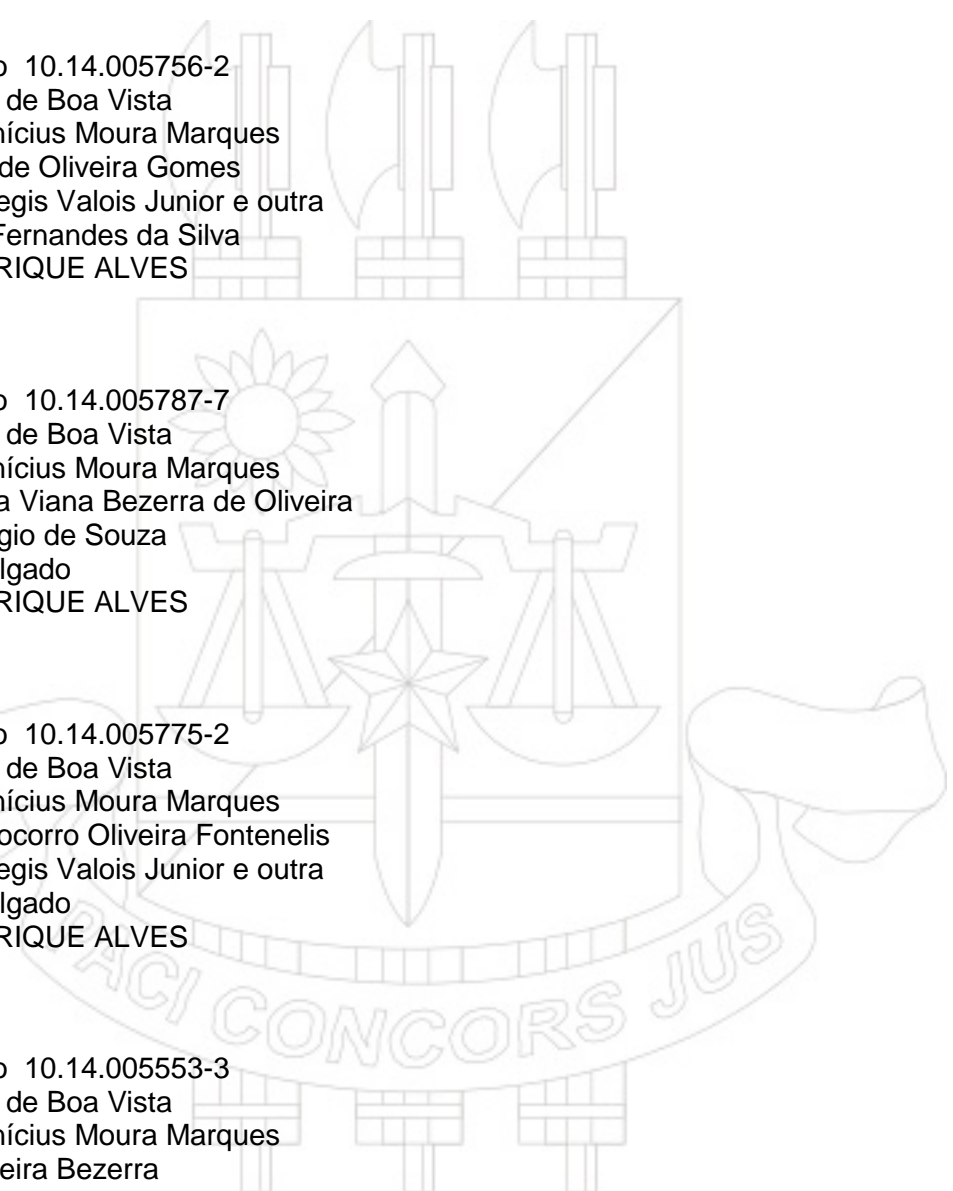 o 10.14.005756-2
de Boa Vista
nícius Moura Marques
de Oliveira Gomes
egis Valois Junior e outra
Fernandes da Silva
RIQUE ALVES
o 10.14.005787-7
de Boa Vista
nícius Moura Marques
a Viana Bezerra de Oliveira
gio de Souza
lgado
RIQUE ALVES
o 10.14.005775-2
de Boa Vista
nícius Moura Marques
ocorro Oliveira Fontenelis
egis Valois Junior e outra
lgado
RIQUE ALVES
PACI CONCORS JUS
o 10.14.005553-3
de Boa Vista
nícius Moura Marques
eira Bezerra